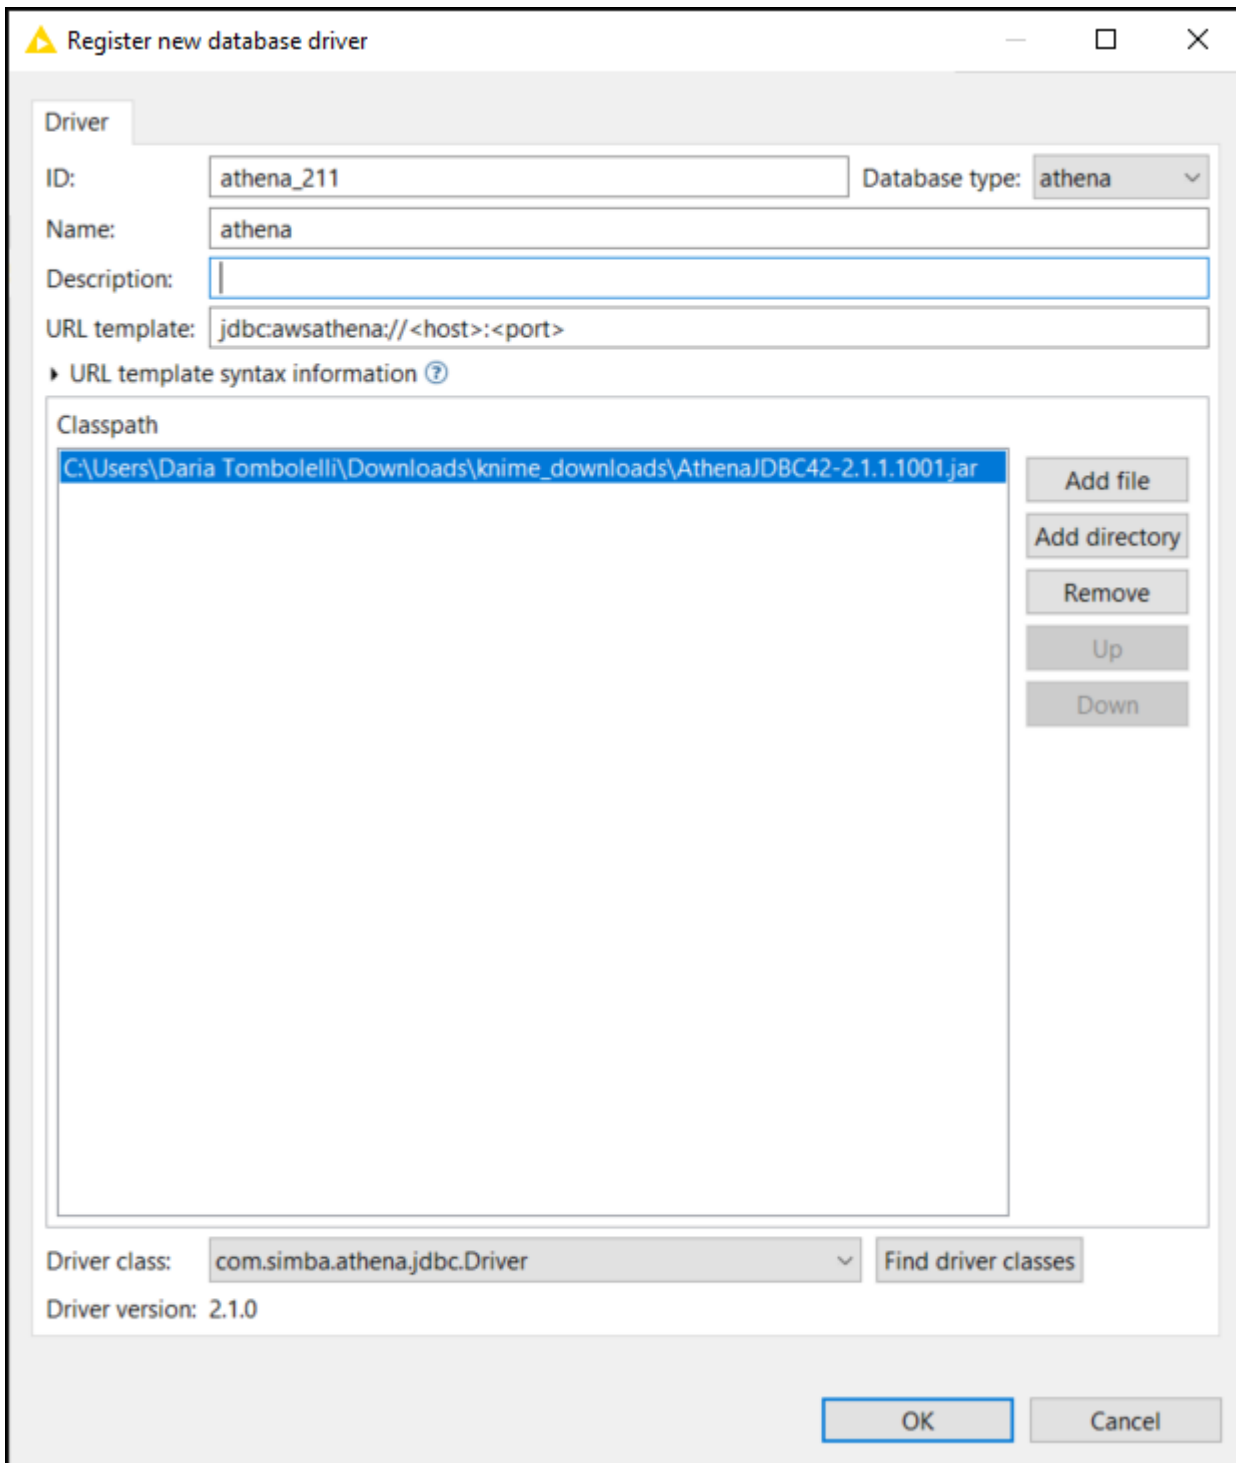 Register new database driver
Driver
ID: athena_211 Database type: athena
Name: athena
Description:
URL template: jdbc:awsathena://<host>:<port>
URL template syntax information ?
Classpath
C:\Users\Daria Tombolelli\Downloads\knime_downloads\AthenaJDBC42-2.1.1.1001.jar
Add file
Add directory
Remove
Up
Down
Driver class: com.simba.athena.jdbc.Driver Find driver classes
Driver version: 2.1.0
OK Cancel